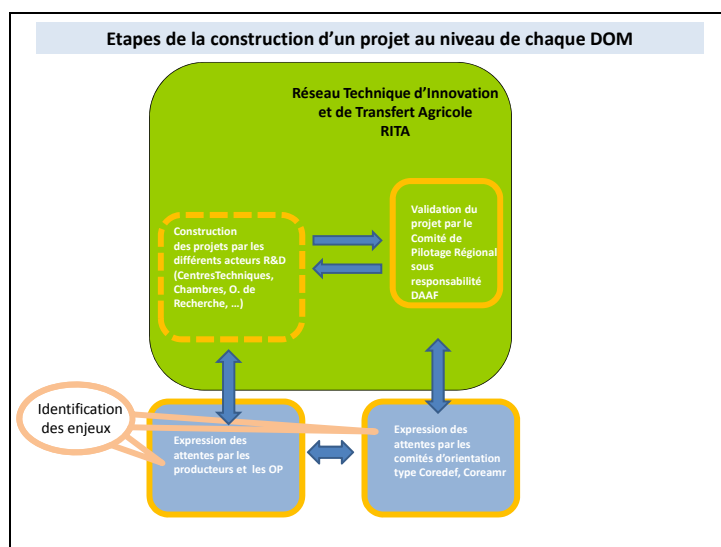 Etapes de la construction d'un projet au niveau de chaque DOM
Réseau Technique d'Innovation
et de Transfert Agricole
RITA
Construction
des projets par les
différents acteurs R&D
(CentresTechniques,
Chambres, O. de
Recherche, ...)
Validation du
projet par le
Comité de
Pilotage Régional
sous
responsabilité
DAAF
Identification
des enjeux
Expression des
attentes par les
producteurs et les OP
Expression des
attentes par les
comités d'orientation
type Coredef, Coreamr